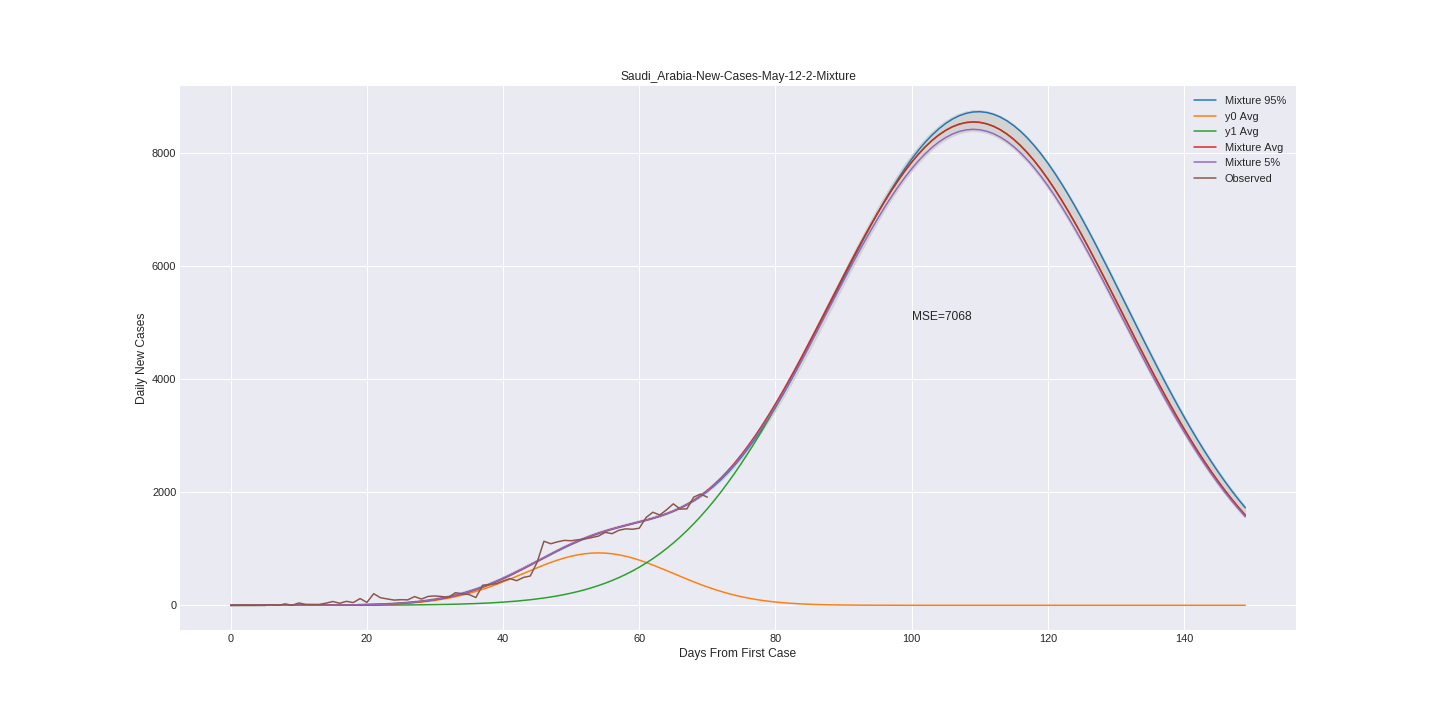 Saudi_Arabia-New-Cases-May-12-2-Mixture
Mixture 95%
y0 Avg
y1 Avg
Mixture Avg
Mixture 5%
Observed
MSE=7068
Daily New Cases
8000
6000
4000
2000
0
0 20 40 60 80 100 120 140
Days From First Case